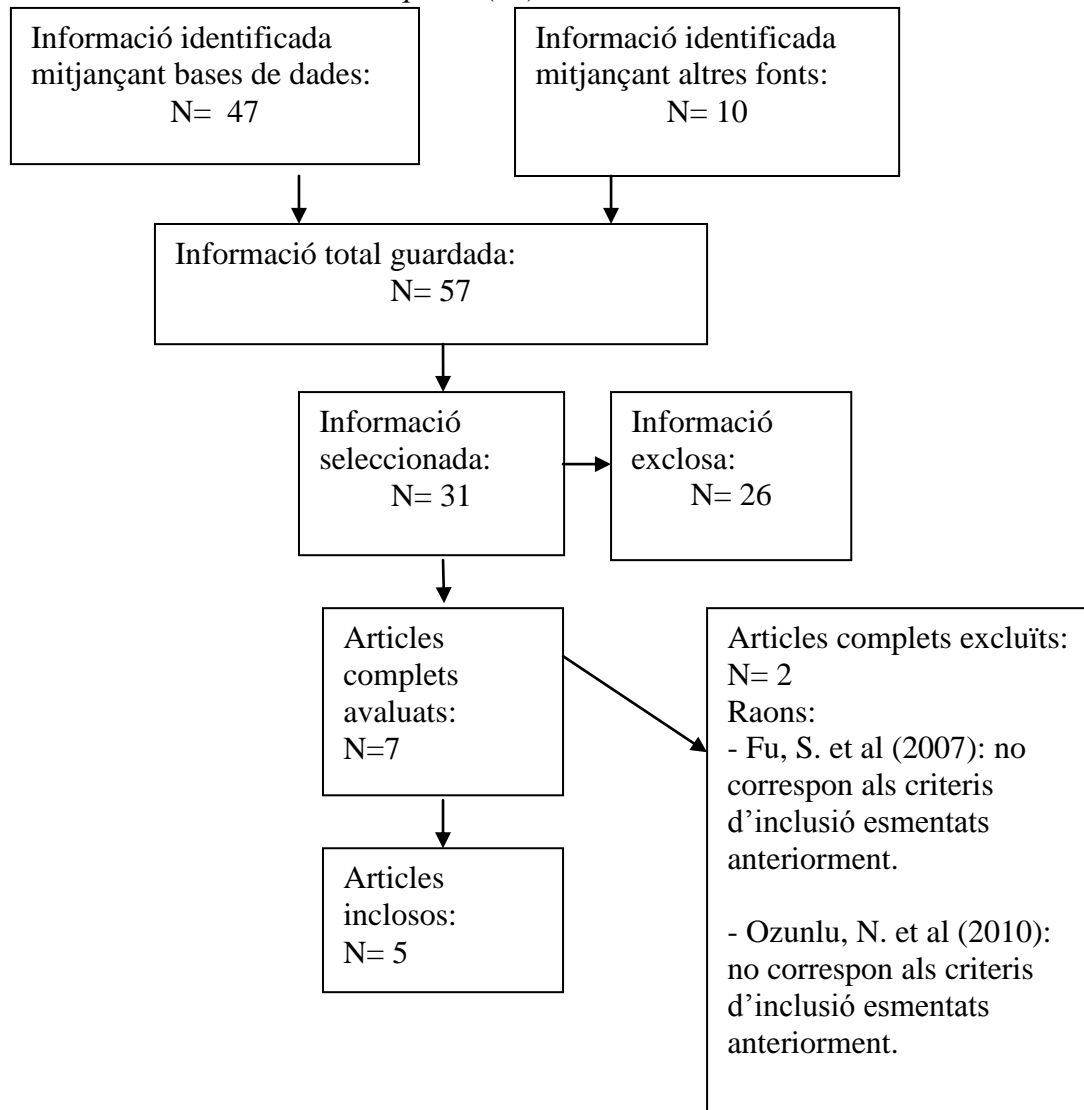 Informació identificada
mitjançant bases de dades:
N= 47
Informació identificada
mitjançant altres fonts:
N= 10
Informació total guardada:
N= 57
Informació
seleccionada:
N= 31
Informació
exclosa:
N= 26
Articles
complets
avaluats:
N=7
Articles complets excluïts:
N= 2
Raons:
- Fu, S. et al (2007): no
correspon als criteris
d’inclusió esmentats
anteriorment.
- Ozunlu, N. et al (2010):
no correspon als criteris
d’inclusió esmentats
anteriorment.
Articles
inclosos:
N= 5